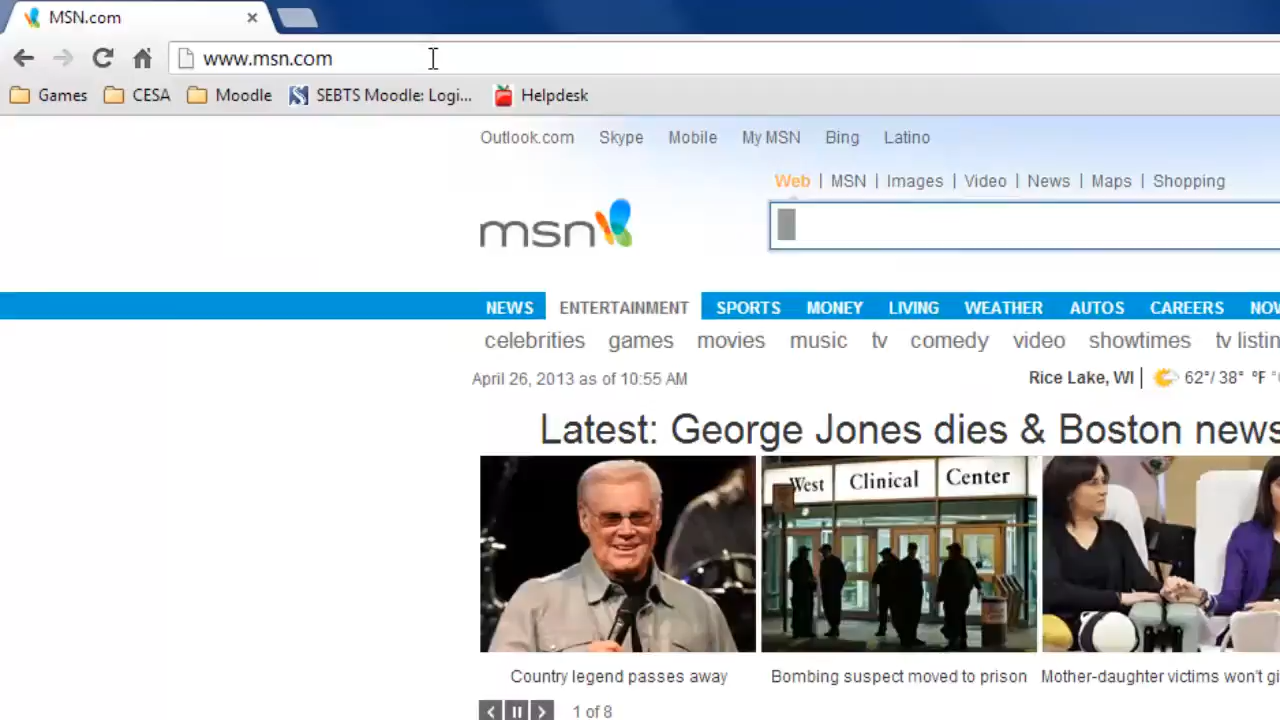 MSN.com
www.msn.com
Games CESA Moodle SEBTS Moodle: Logi... Helpdesk
Outlook.com Skype Mobile My MSN Bing Latino
Web | MSN | Images | Video | News | Maps | Shopping
msn
NEWS ENTERTAINMENT SPORTS MONEY LIVING WEATHER AUTOS CAREERS NOW
celebrities games movies music tv comedy video showtimes tv listin
April 26, 2013 as of 10:55 AM
Rice Lake, WI | 62°/ 38° °F
Latest: George Jones dies & Boston news
West Clinical Center
Country legend passes away
Bombing suspect moved to prison
Mother-daughter victims won't gi
1 of 8